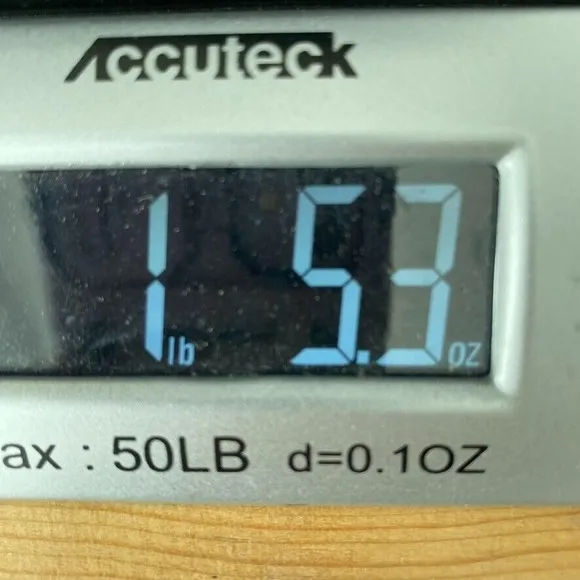 Accuteck
1 lb 5.3 oz
ax : 50LB d=0.1OZ